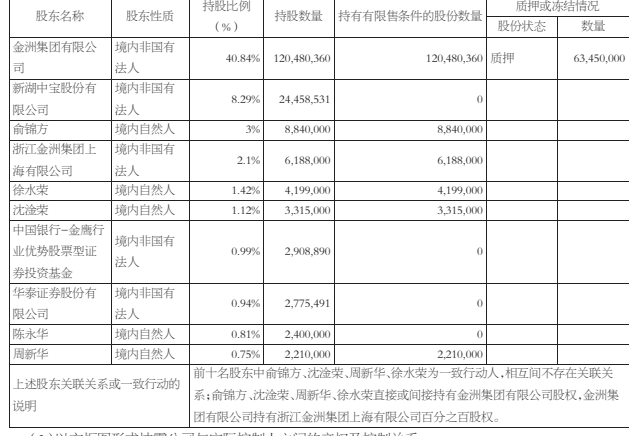 股东名称 股东性质 持股比例（%） 持股数量 持有有限售条件的股份数量 质押或冻结情况
股份状态 数量
金洲集团有限公司 境内非国有法人 40.84% 120,480,360 120,480,360 质押 63,450,000
新湖中宝股份有限公司 境内非国有法人 8.29% 24,458,531 0
俞锦方 境内自然人 3% 8,840,000 8,840,000
浙江金洲集团上海有限公司 境内非国有法人 2.1% 6,188,000 6,188,000
徐水荣 境内自然人 1.42% 4,199,000 4,199,000
沈淦荣 境内自然人 1.12% 3,315,000 3,315,000
中国银行-金鹰行业优势股票型证券投资基金 境内非国有法人 0.99% 2,908,890 0
华泰证券股份有限公司 境内非国有法人 0.94% 2,775,491 0
陈永华 境内自然人 0.81% 2,400,000 0
周新华 境内自然人 0.75% 2,210,000 2,210,000
上述股东关联关系或一致行动的说明
前十名股东中俞锦方、沈淦荣、周新华、徐水荣为一致行动人，相互间不存在关联关
系；俞锦方、沈淦荣、周新华、徐水荣直接或间接持有金洲集团有限公司股权，金洲集
团有限公司持有浙江金洲集团上海有限公司百分之百股权。